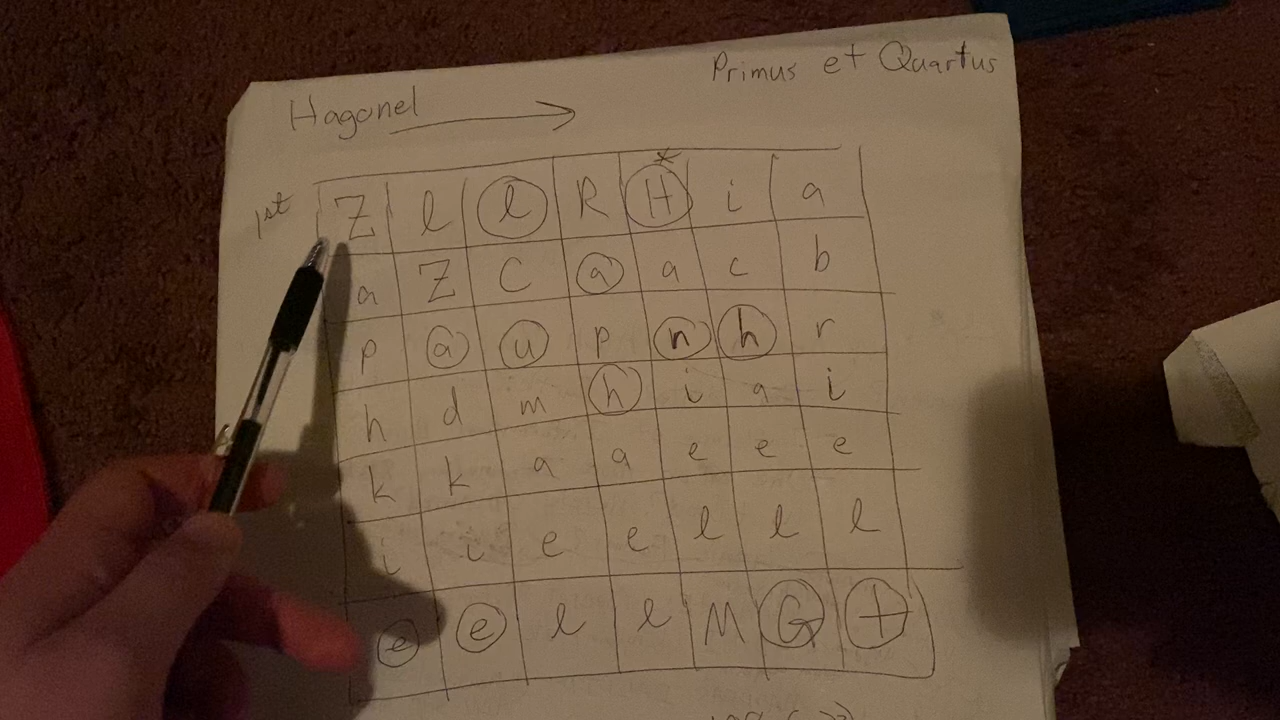 Primus et Quartus
Hagonel
1st
Z l l R H i a
a Z C a a c b
p a u p n h r
h d m h i a i
k k a a e e e
i i e e l l l
e e l l M G +